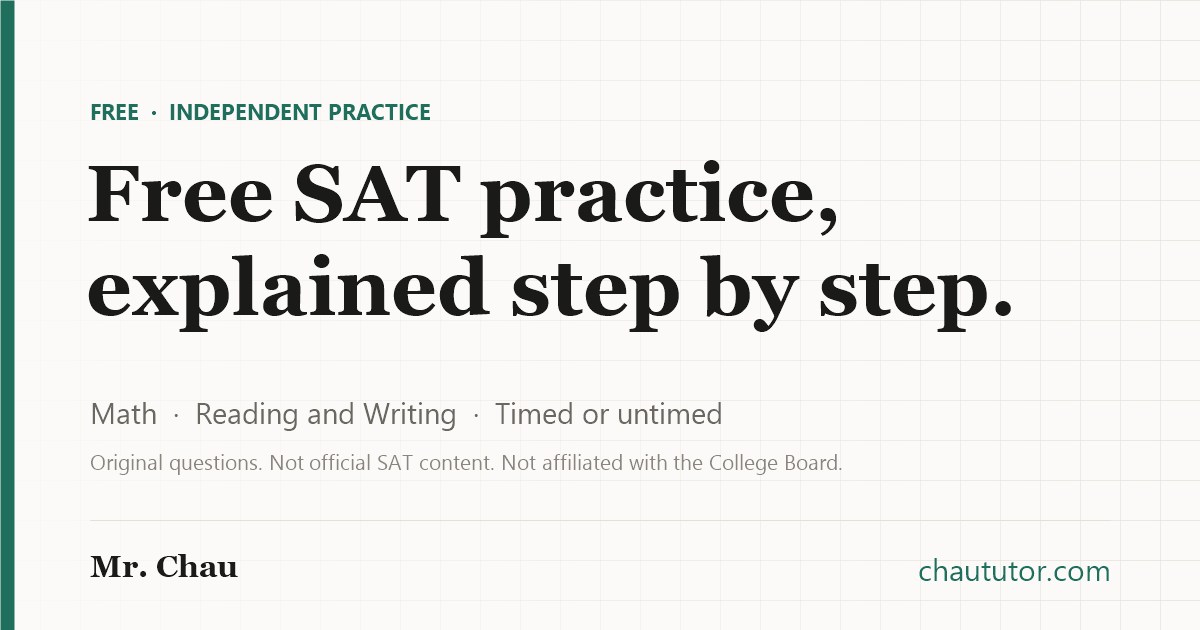 FREE · INDEPENDENT PRACTICE
Free SAT practice,
explained step by step.
Math · Reading and Writing · Timed or untimed
Original questions. Not official SAT content. Not affiliated with the College Board.
Mr. Chau
chaututor.com